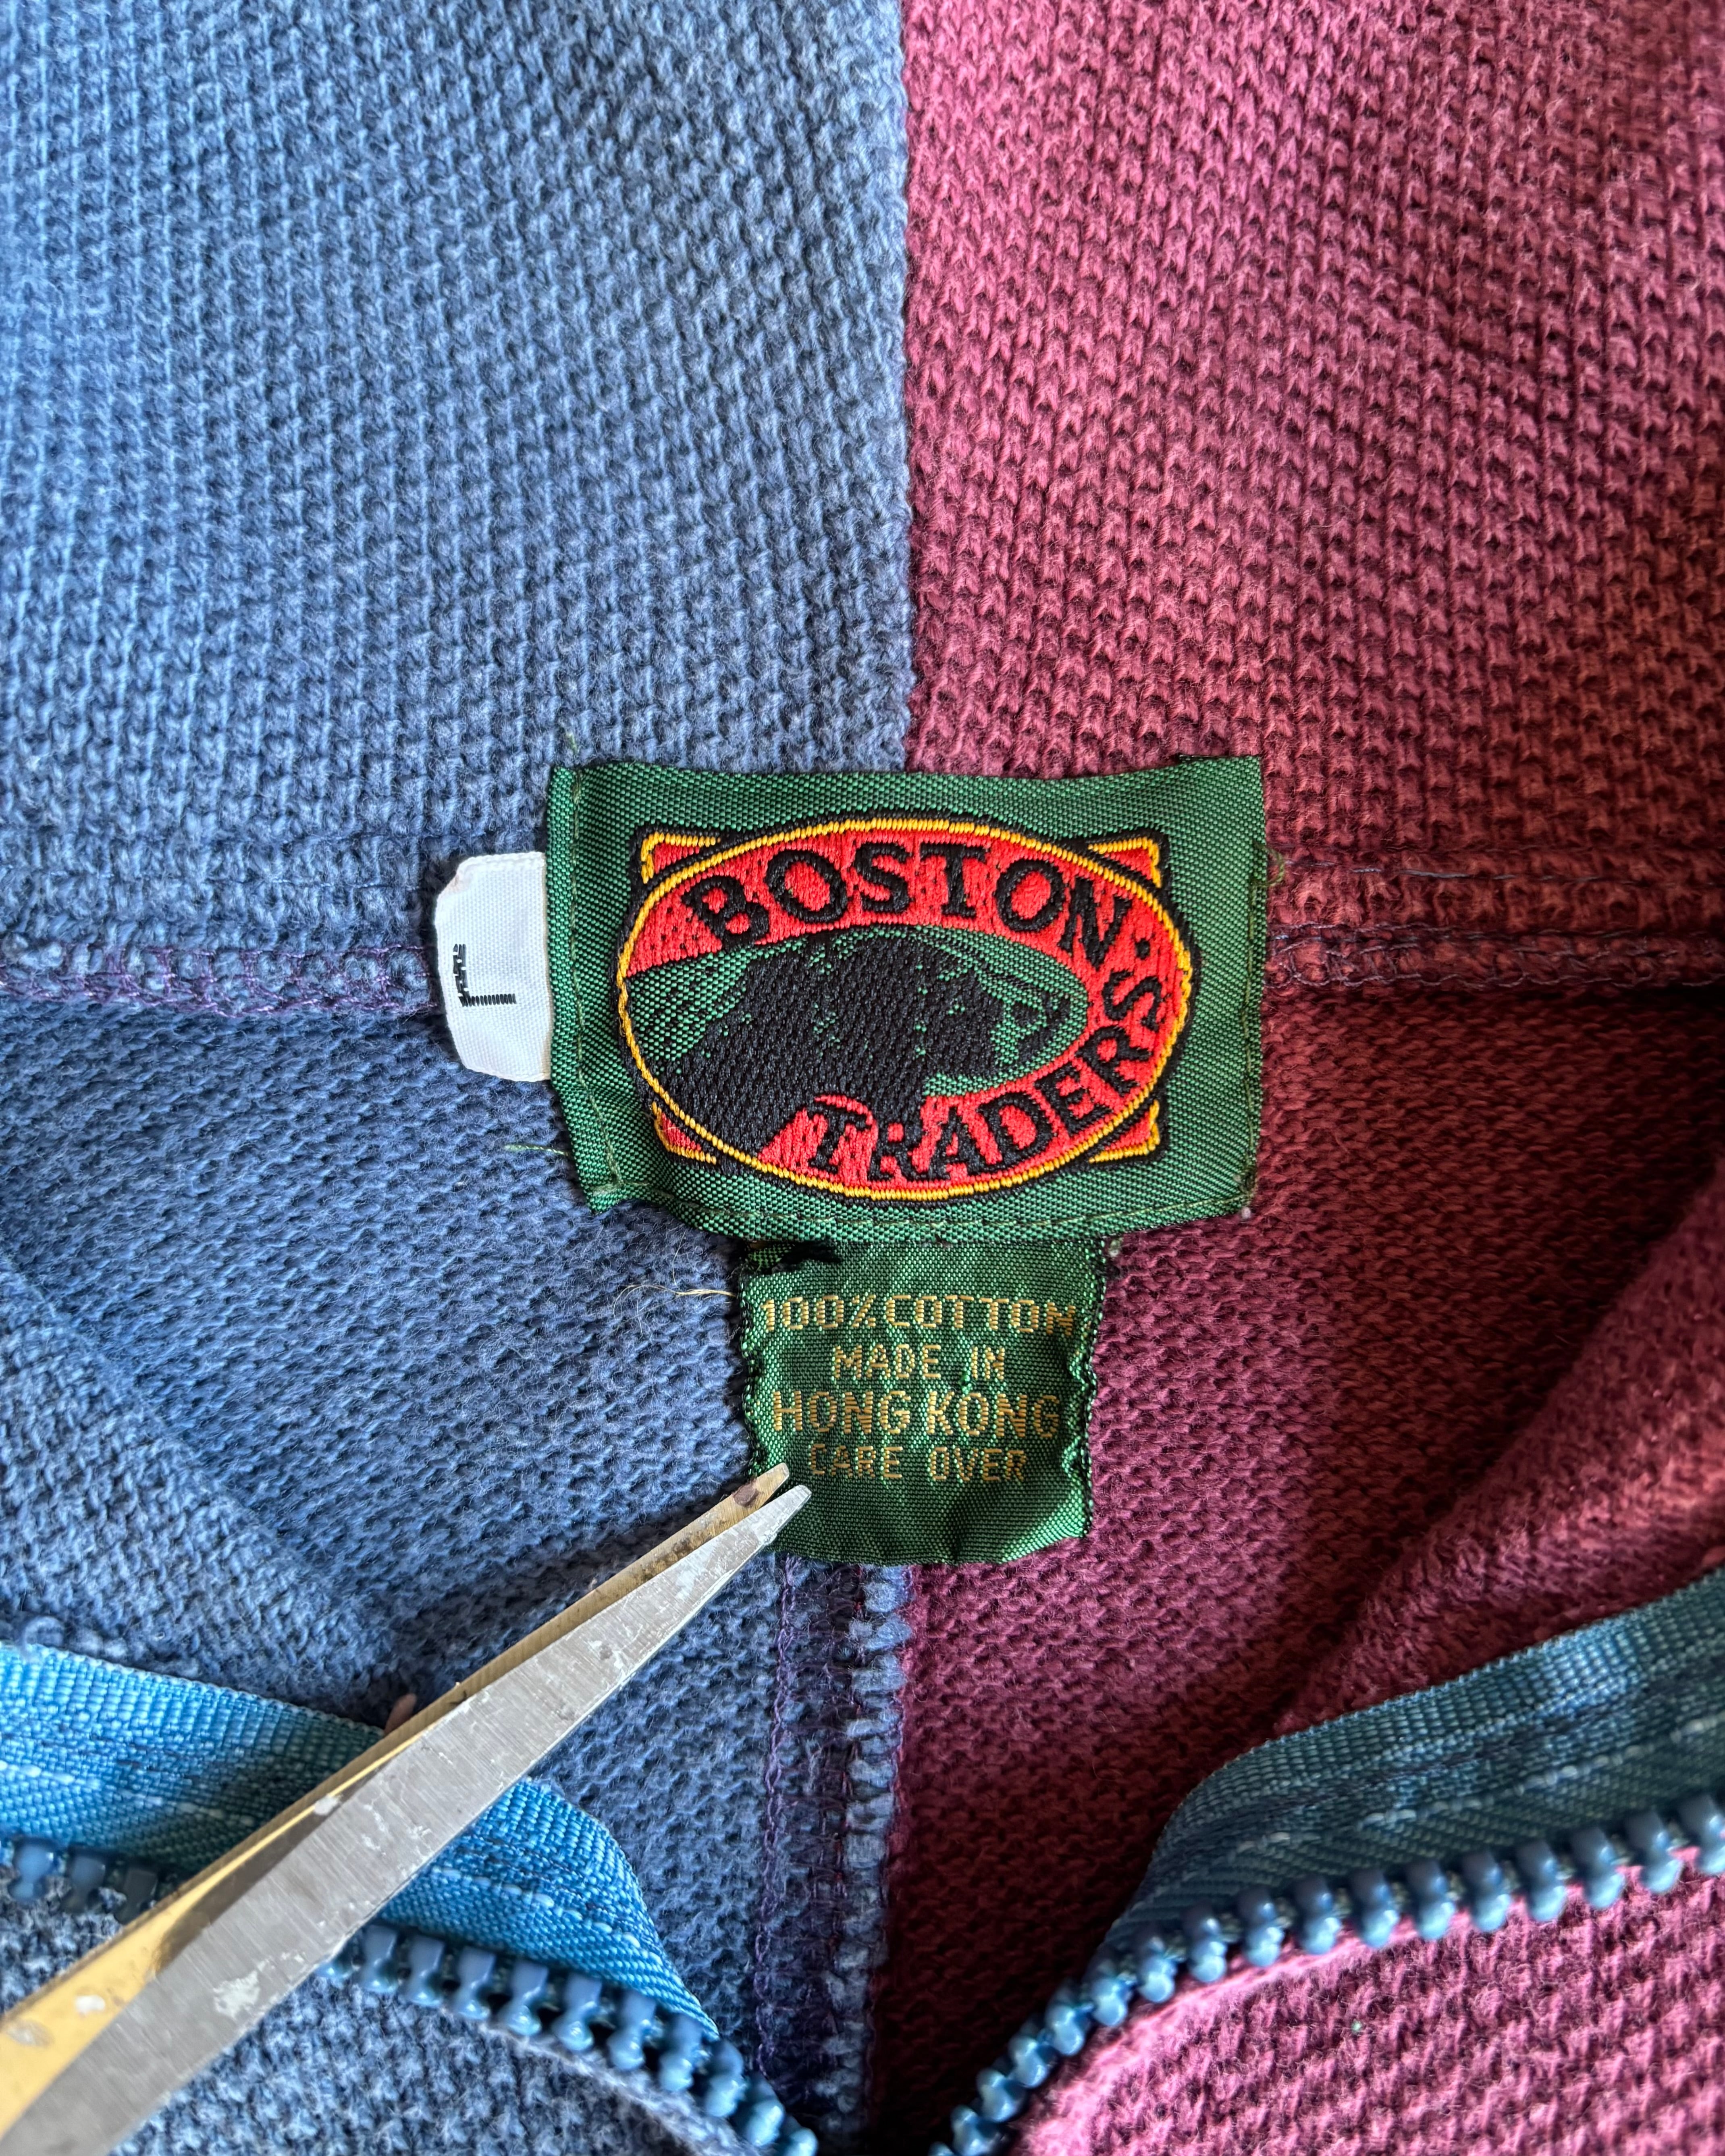 L
BOSTON
TRADERS
100% COTTON
MADE IN
HONG KONG
CARE OVER